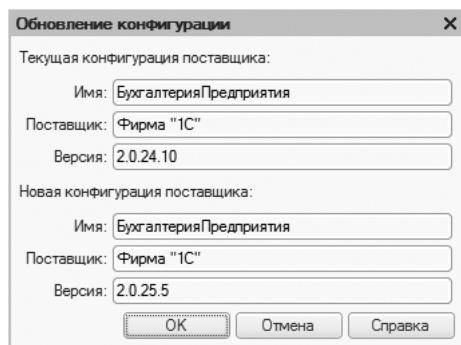 Обновление конфигурации
Текущая конфигурация поставщика:
Имя: БухгалтерияПредприятия
Поставщик: Фирма "1С"
Версия: 2.0.24.10
Новая конфигурация поставщика:
Имя: БухгалтерияПредприятия
Поставщик: Фирма "1С"
Версия: 2.0.25.5
OK Отмена Справка